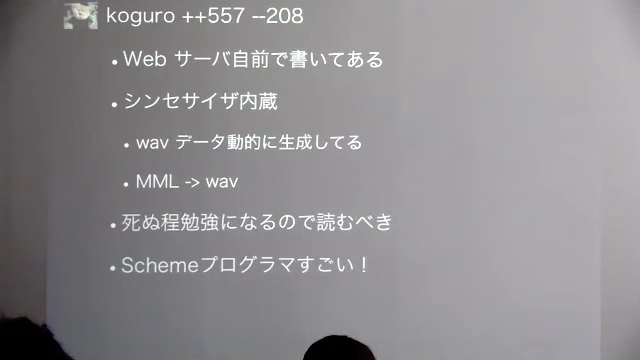 koguro ++557 --208
• Web サーバ自前で書いてある
• シンセサイザ内蔵
• wav データ動的に生成してる
• MML -> wav
• 死ぬ程勉強になるので読むべき
• Schemeプログラマすごい！